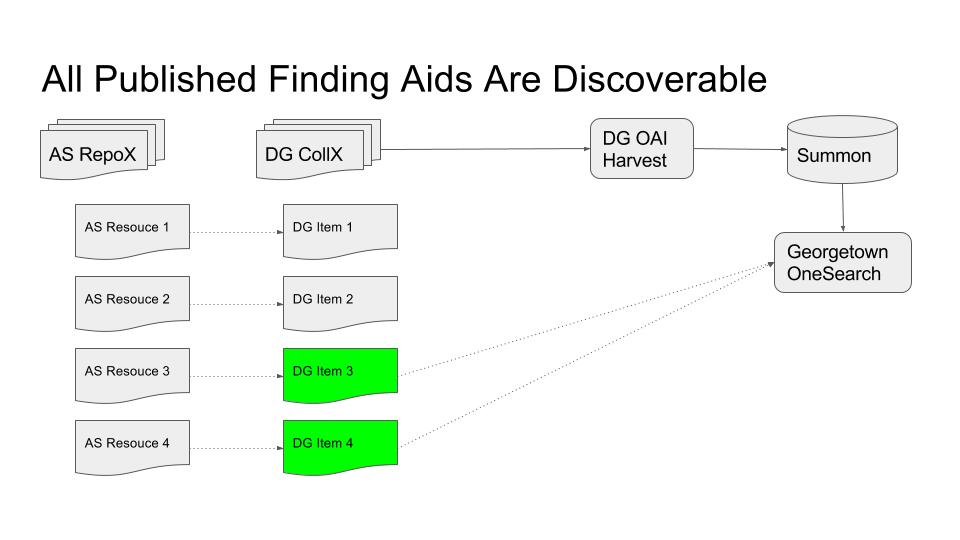 All Published Finding Aids Are Discoverable
AS RepoX
DG CollX
DG OAI
Harvest
Summon
AS Resouce 1
DG Item 1
Georgetown
OneSearch
AS Resouce 2
DG Item 2
AS Resouce 3
DG Item 3
AS Resouce 4
DG Item 4